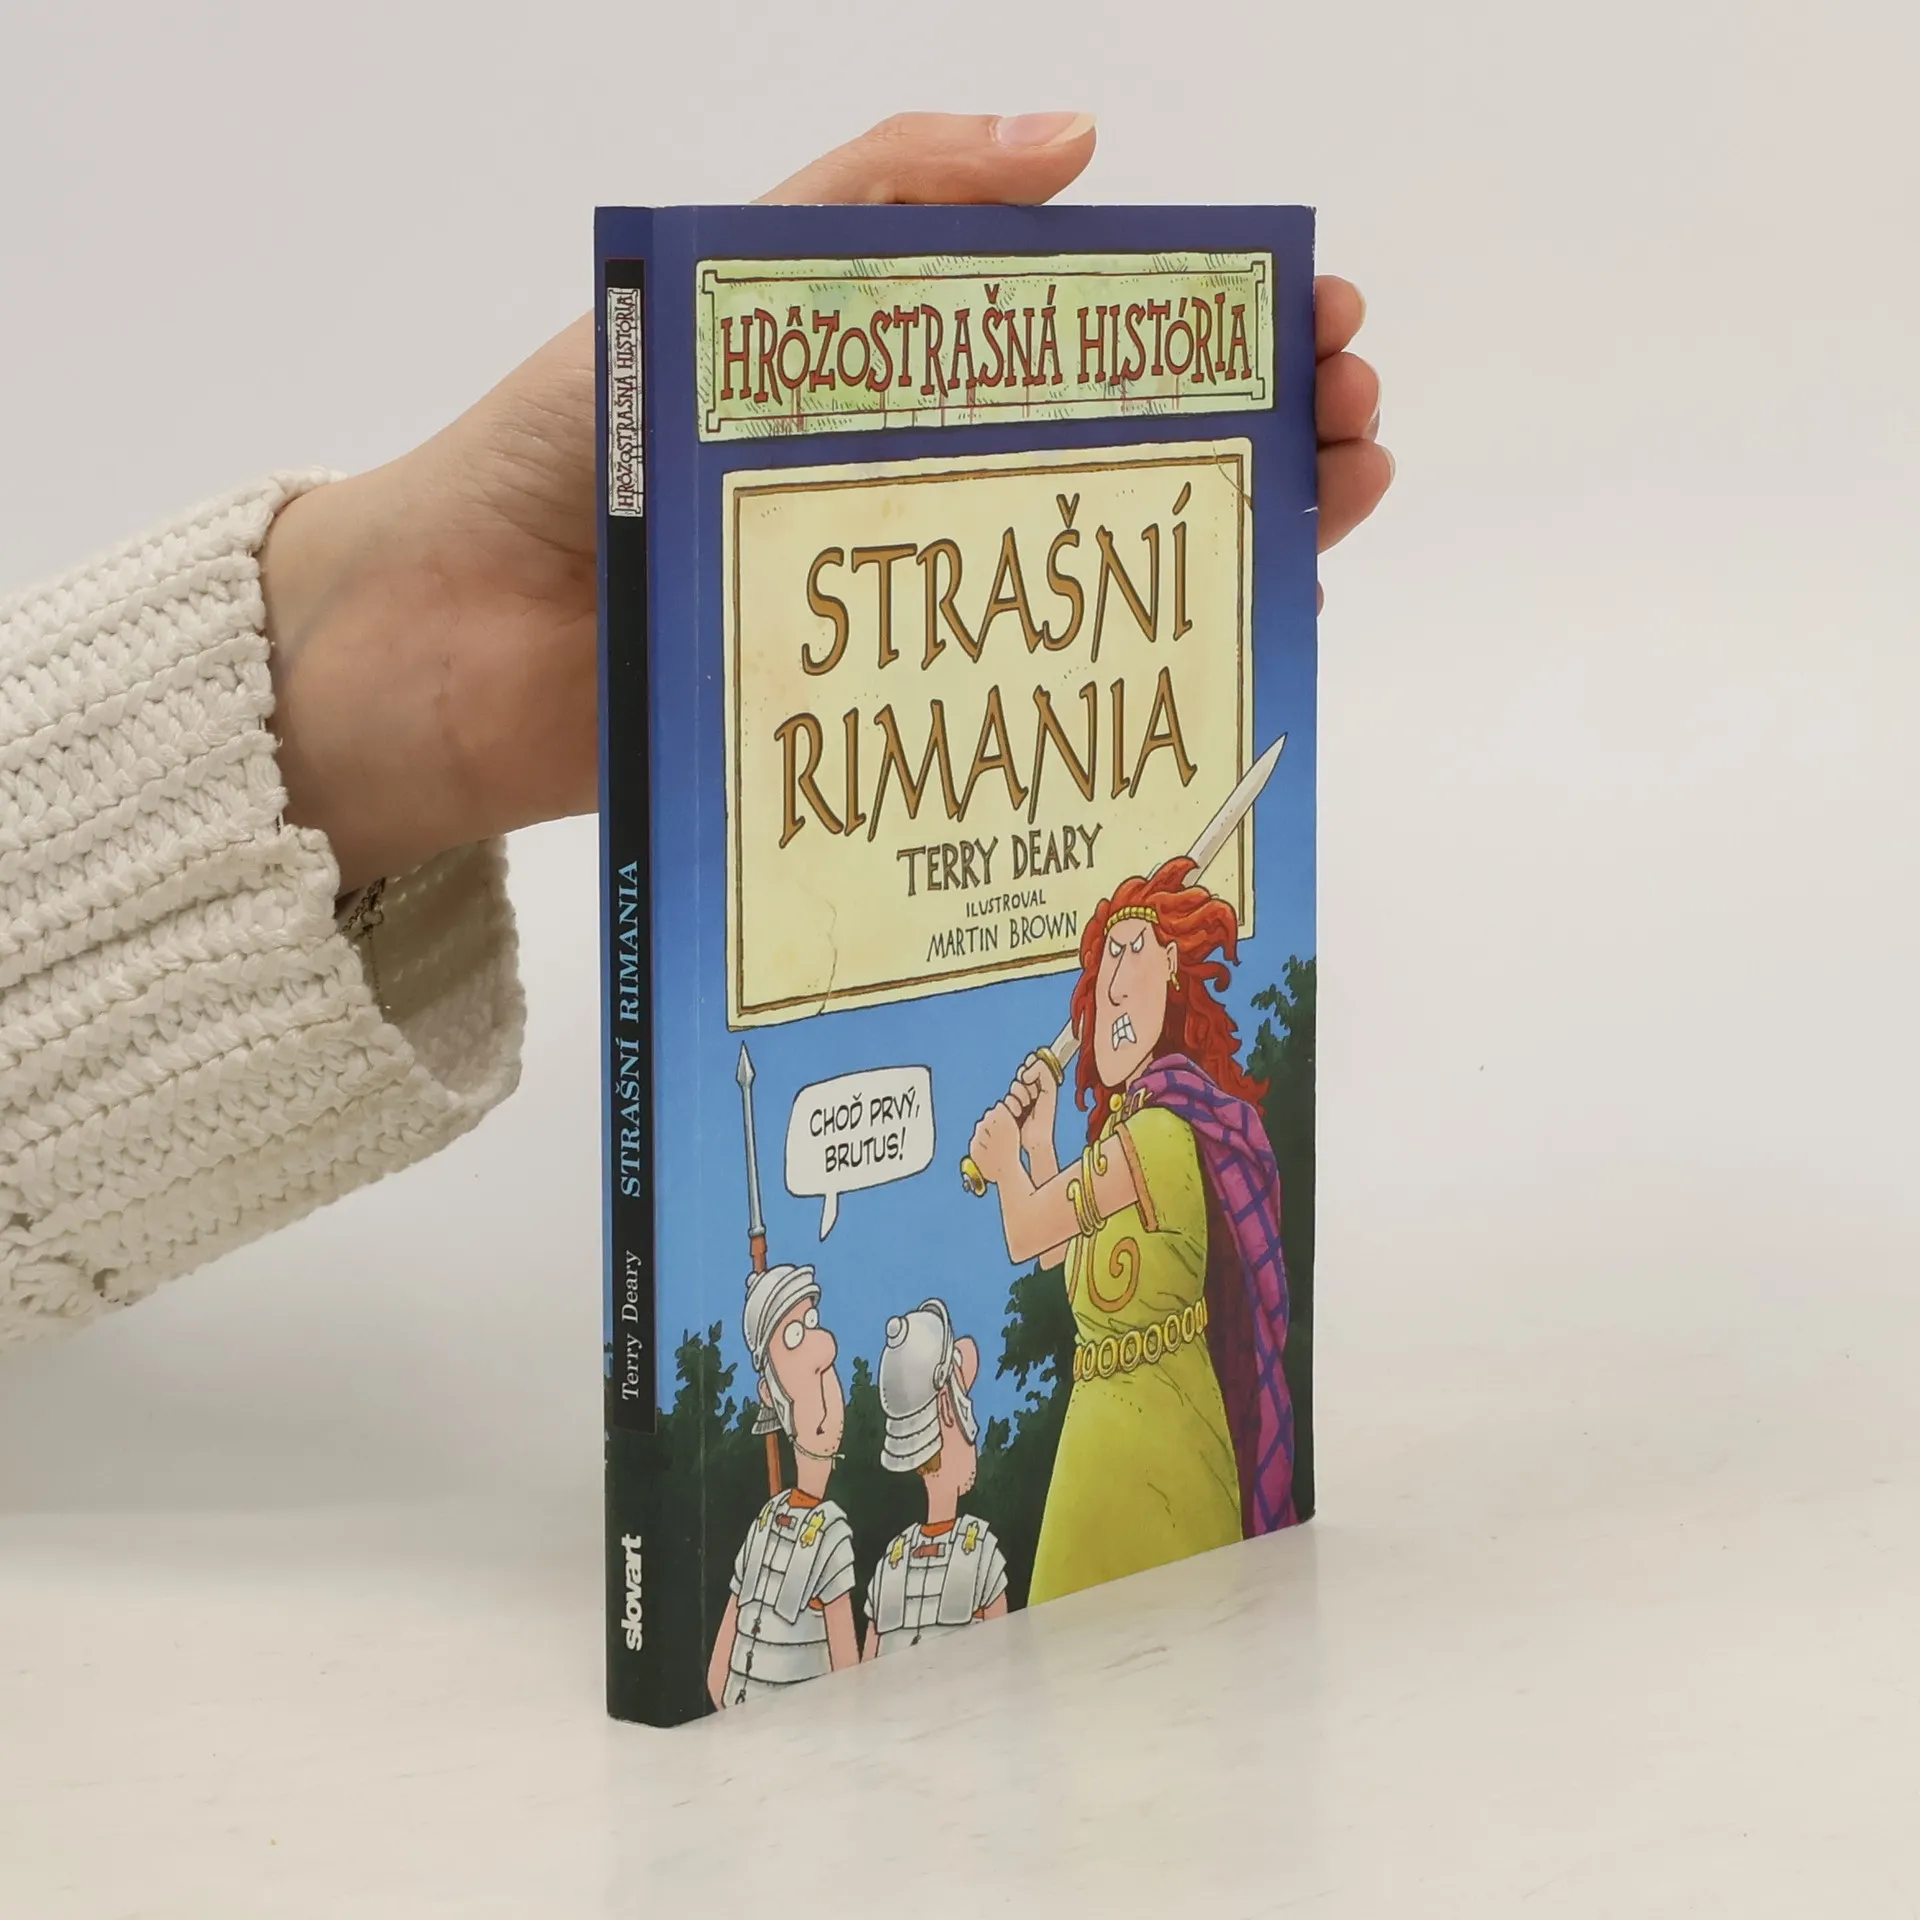 HRÔZOSTRAŠNÁ HISTÓRIA
STRAŠNÍ
RIMANIA
TERRY DEARY
ILUSTROVAL
MARTIN BROWN
CHOĎ PRVÝ,
BRUTUS!
HRÔZOSTRAŠNÁ HISTÓRIA
STRAŠNÍ RIMANIA
Terry Deary
slovart